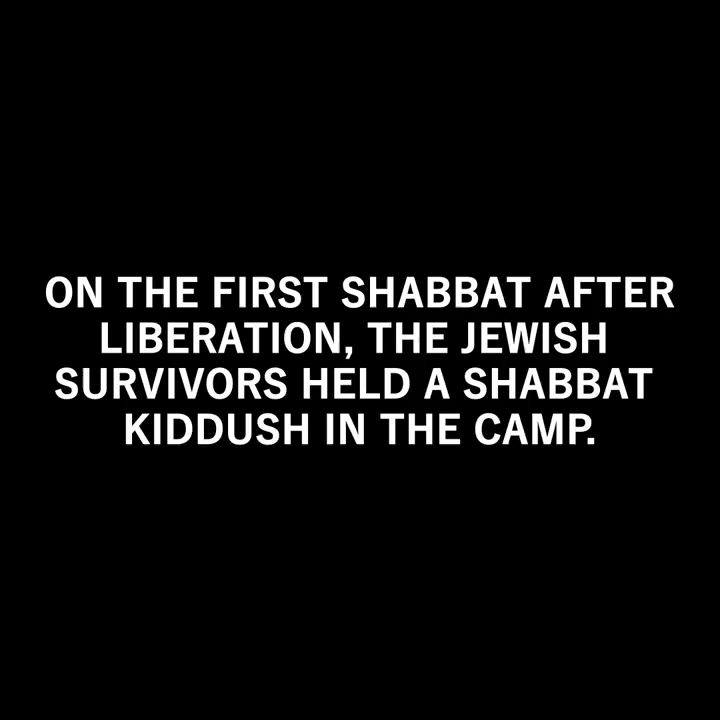 ON THE FIRST SHABBAT AFTER
LIBERATION, THE JEWISH
SURVIVORS HELD A SHABBAT
KIDDUSH IN THE CAMP.